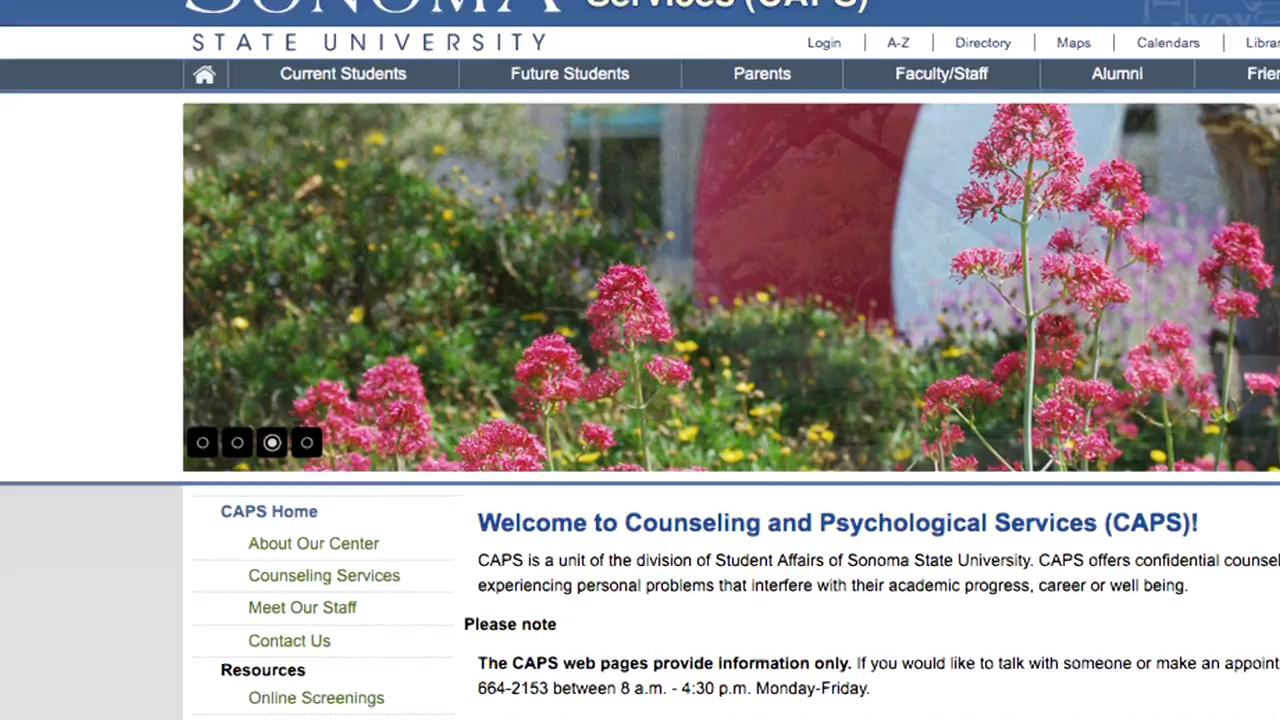 SONOMA
Services (CAPS)
STATE UNIVERSITY
Login A-Z Directory Maps Calendars
Current Students Future Students Parents Faculty/Staff Alumni
CAPS Home
About Our Center
Counseling Services
Meet Our Staff
Contact Us
Resources
Online Screenings
Welcome to Counseling and Psychological Services (CAPS)!
CAPS is a unit of the division of Student Affairs of Sonoma State University. CAPS offers confidential counsel
experiencing personal problems that interfere with their academic progress, career or well being.
Please note
The CAPS web pages provide information only. If you would like to talk with someone or make an appoint
664-2153 between 8 a.m. - 4:30 p.m. Monday-Friday.